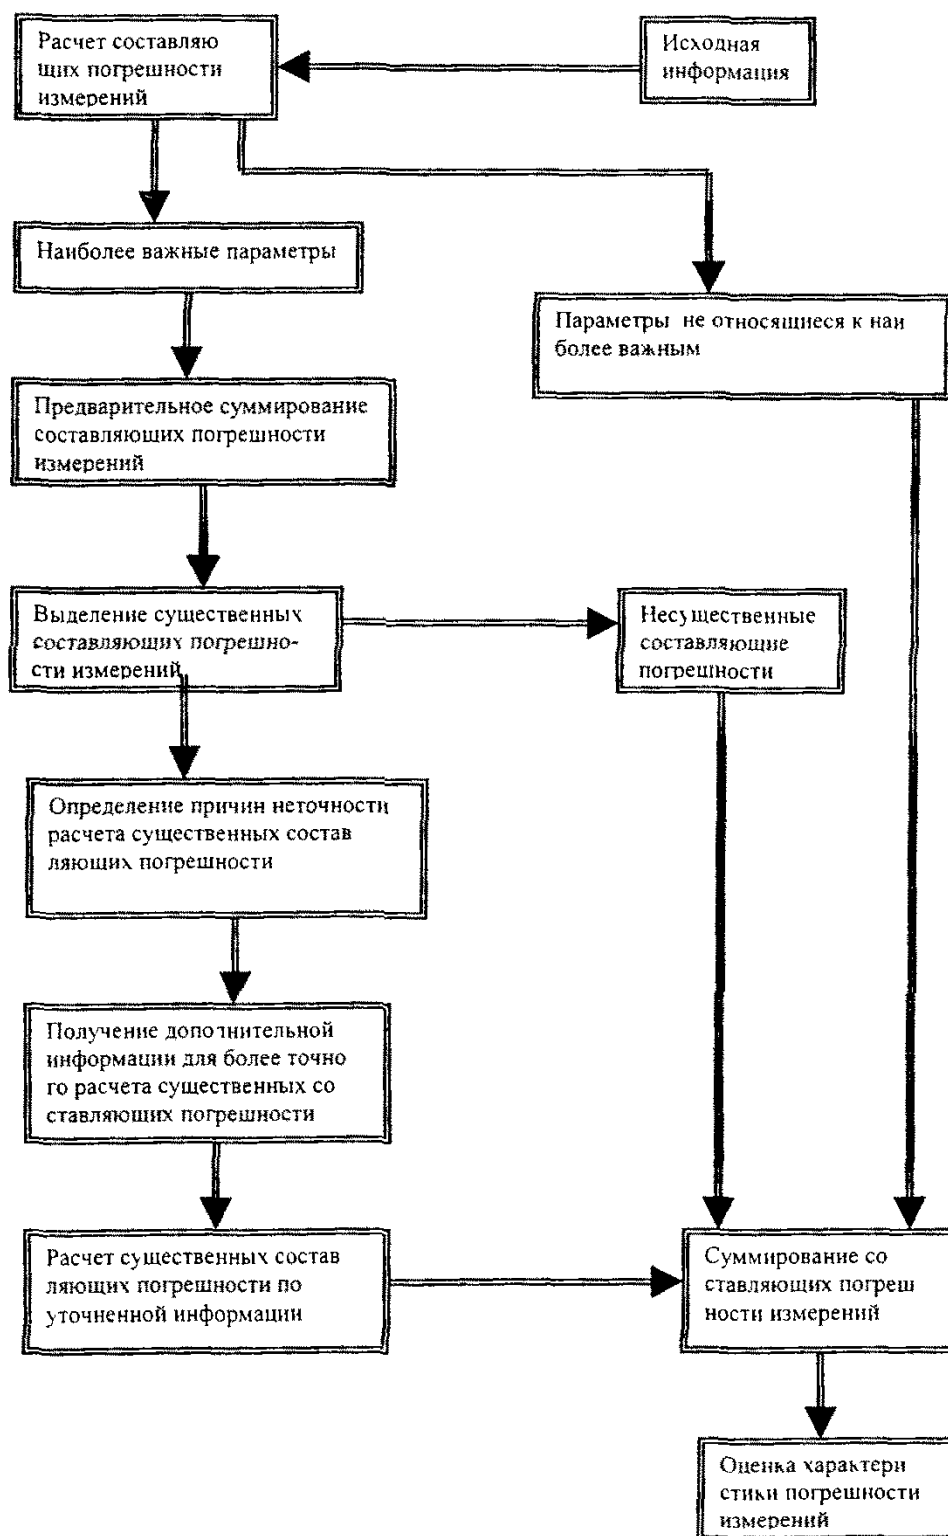 Расчет составляю
щих погрешности
измерений
Исходная
информация
Наиболее важные параметры
Параметры не относящиеся к наи
более важным
Предварительное суммирование
составляющих погрешности
измерений
Выделение существенных
составляющих погрешно-
сти измерений
Несущественные
составляющие
погрешности
Определение причин неточности
расчета существенных состав
ляющих погрешности
Получение дополнительной
информации для более точно
го расчета существенных со
ставляющих погрешности
Расчет существенных состав
ляющих погрешности по
уточненной информации
Суммирование со
ставляющих погреш
ности измерений
Оценка характери
стики погрешности
измерений